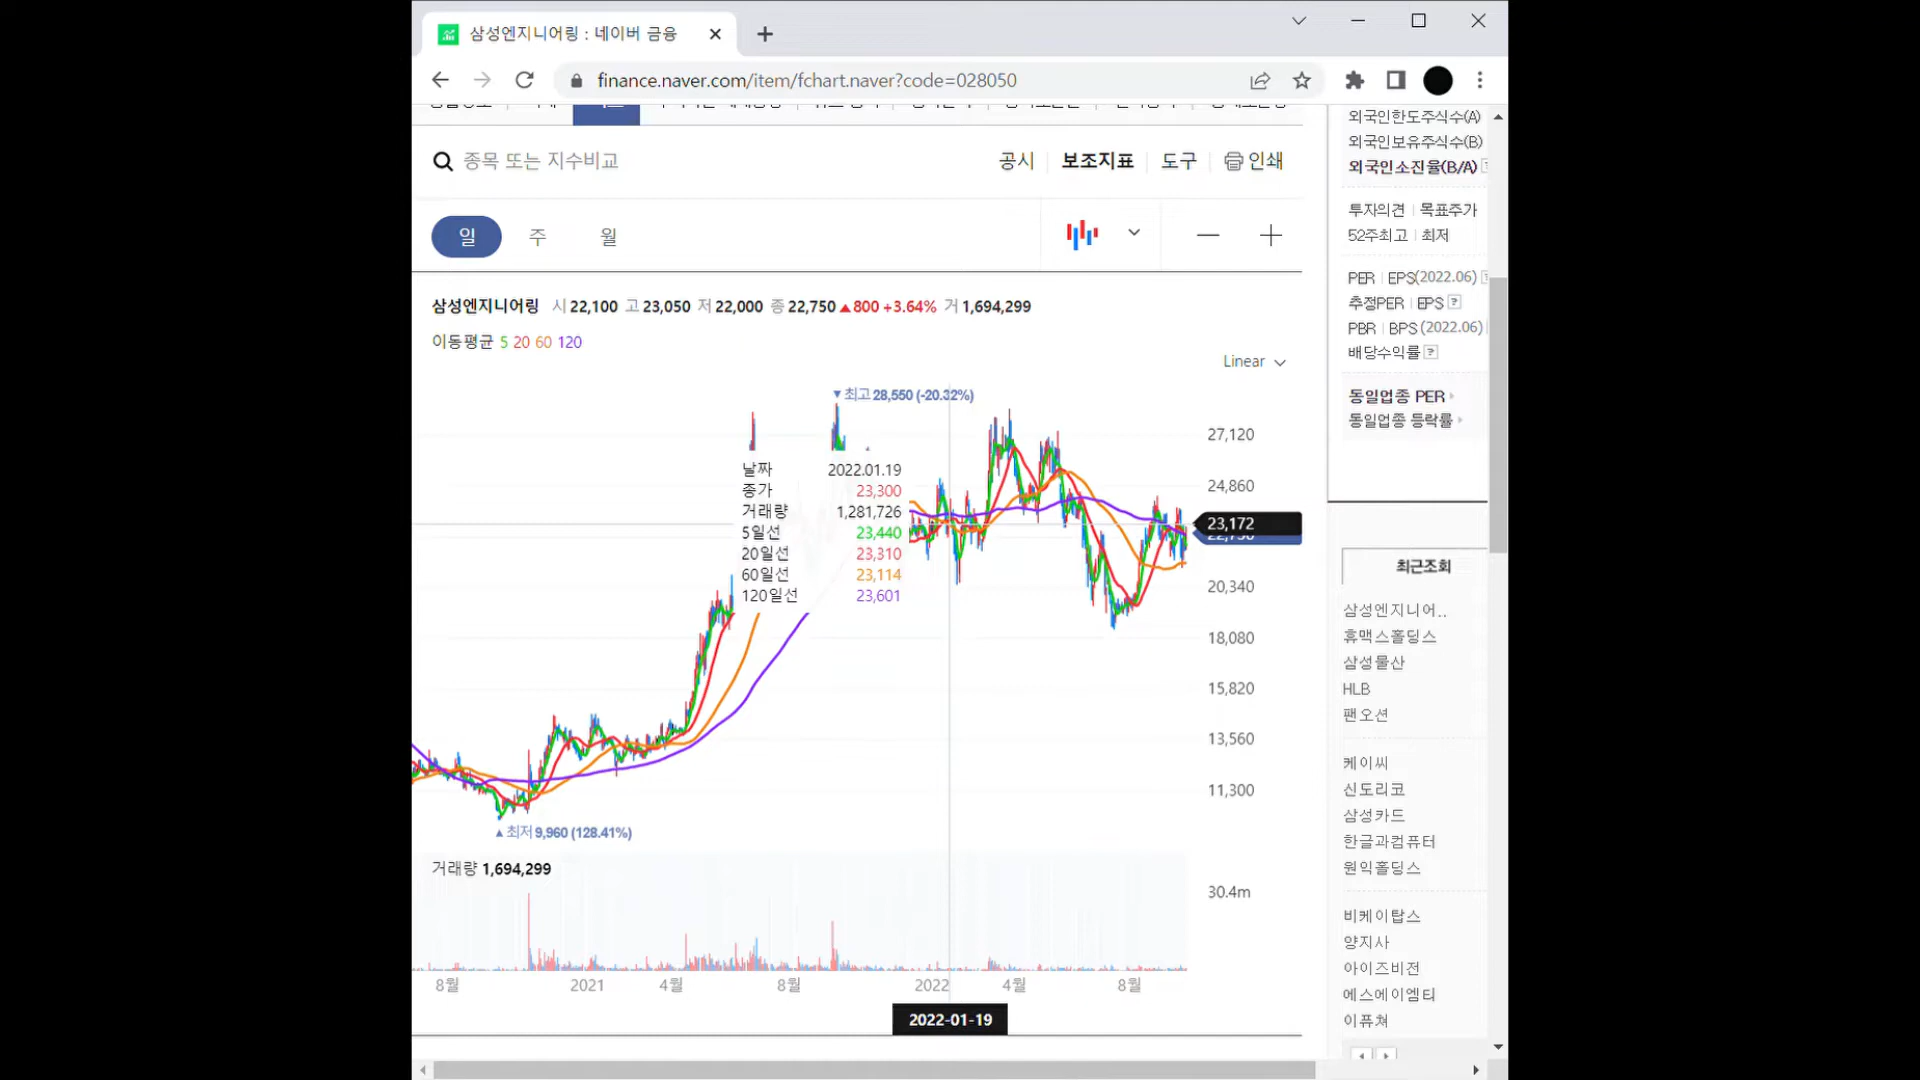 삼성엔지니어링 : 네이버 금융
finance.naver.com/item/fchart.naver?code=028050
종목 또는 지수비교
공시 보조지표 도구 인쇄
일 주 월
삼성엔지니어링 시 22,100 고 23,050 저 22,000 종 22,750 ▲800 +3.64% 거 1,694,299
이동평균 5 20 60 120
Linear
▼최고 28,550 (-20.32%)
날짜 2022.01.19
종가 23,300
거래량 1,281,726
5일선 23,440
20일선 23,310
60일선 23,114
120일선 23,601
27,120
24,860
23,172
22,750
20,340
18,080
15,820
13,560
11,300
▲최저 9,960 (128.41%)
거래량 1,694,299
30.4m
8월 2021 4월 8월 2022 4월 8월
2022-01-19
외국인한도주식수(A)
외국인보유주식수(B)
외국인소진율(B/A)
투자의견 | 목표주가
52주최고 | 최저
PER | EPS(2022.06)
추정PER | EPS
PBR | BPS (2022.06)
배당수익률
동일업종 PER
동일업종 등락률
최근조회
삼성엔지니어..
휴맥스홀딩스
삼성물산
HLB
팬오션
케이씨
신도리코
삼성카드
한글과컴퓨터
원익홀딩스
비케이탑스
양지사
아이즈비전
에스에이엠티
이퓨쳐